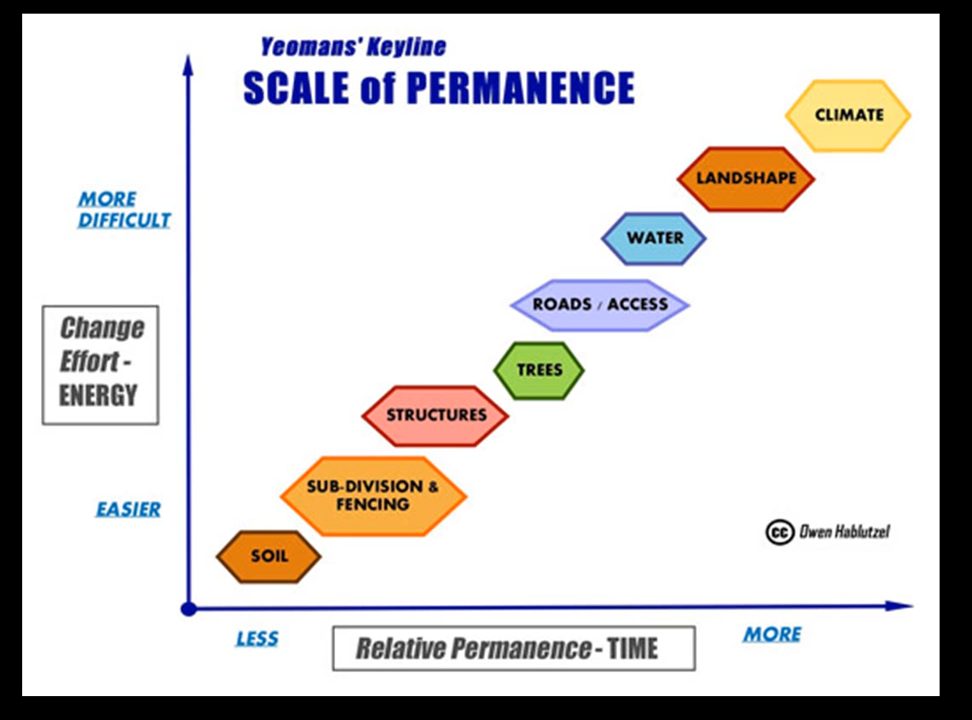 Yeomans' Keyline
SCALE of PERMANENCE
CLIMATE
LANDSHAPE
MORE
DIFFICULT
WATER
ROADS / ACCESS
Change
Effort -
ENERGY
TREES
STRUCTURES
SUB-DIVISION &
FENCING
EASIER
SOIL
cc Owen Hablutzel
LESS
Relative Permanence - TIME
MORE